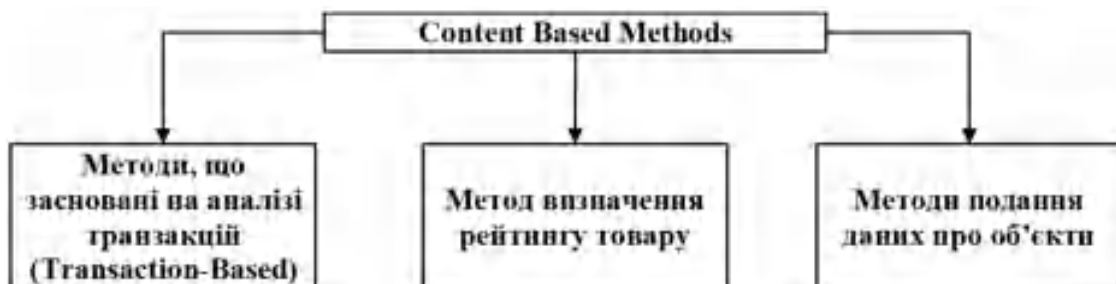 Content Based Methods
Методи, що
засновані на аналізі
транзакцій
(Transaction-Based)
Метод визначення
рейтингу товару
Методи подання
даних про об’єкти